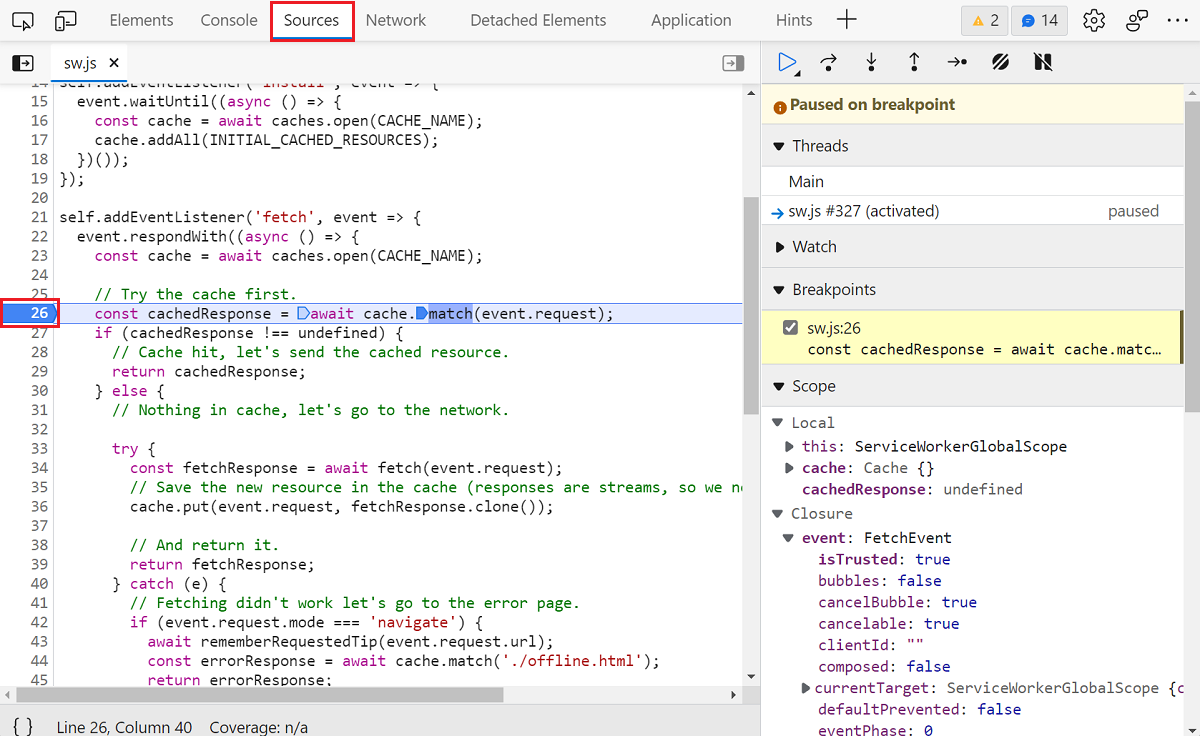 Elements Console Sources Network Detached Elements Application Hints 2 14
sw.js
14 self.addEventListener('install', event => {
15 event.waitUntil((async () => {
16 const cache = await caches.open(CACHE_NAME);
17 cache.addAll(INITIAL_CACHED_RESOURCES);
18 })());
19 });
20
21 self.addEventListener('fetch', event => {
22 event.respondWith((async () => {
23 const cache = await caches.open(CACHE_NAME);
24
25 // Try the cache first.
26 const cachedResponse = await cache.match(event.request);
27 if (cachedResponse !== undefined) {
28 // Cache hit, let's send the cached resource.
29 return cachedResponse;
30 } else {
31 // Nothing in cache, let's go to the network.
32
33 try {
34 const fetchResponse = await fetch(event.request);
35 // Save the new resource in the cache (responses are streams, so we ne
36 cache.put(event.request, fetchResponse.clone());
37
38 // And return it.
39 return fetchResponse;
40 } catch (e) {
41 // Fetching didn't work let's go to the error page.
42 if (event.request.mode === 'navigate') {
43 await rememberRequestedTip(event.request.url);
44 const errorResponse = await cache.match('./offline.html');
45 return errorResponse;
{ } Line 26, Column 40 Coverage: n/a
Paused on breakpoint
Threads
Main
sw.js #327 (activated) paused
Watch
Breakpoints
sw.js:26
const cachedResponse = await cache.matc…
Scope
Local
this: ServiceWorkerGlobalScope
cache: Cache {}
cachedResponse: undefined
Closure
event: FetchEvent
isTrusted: true
bubbles: false
cancelBubble: true
cancelable: true
clientId: ""
composed: false
currentTarget: ServiceWorkerGlobalScope {c
defaultPrevented: false
eventPhase: 0